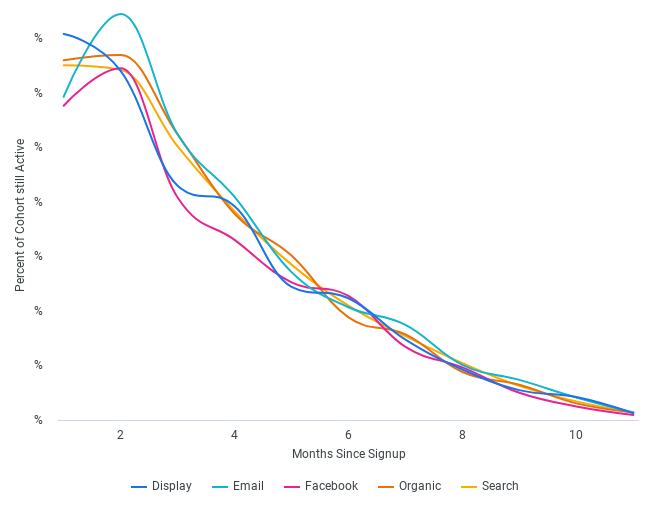 %
%
%
%
%
%
%
%
Percent of Cohort still Active
2 4 6 8 10
Months Since Signup
Display Email Facebook Organic Search